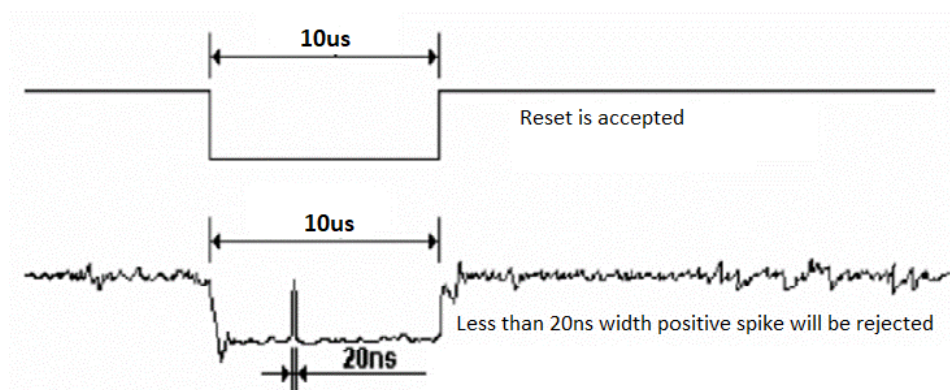 10us
Reset is accepted
10us
Less than 20ns width positive spike will be rejected
20ns